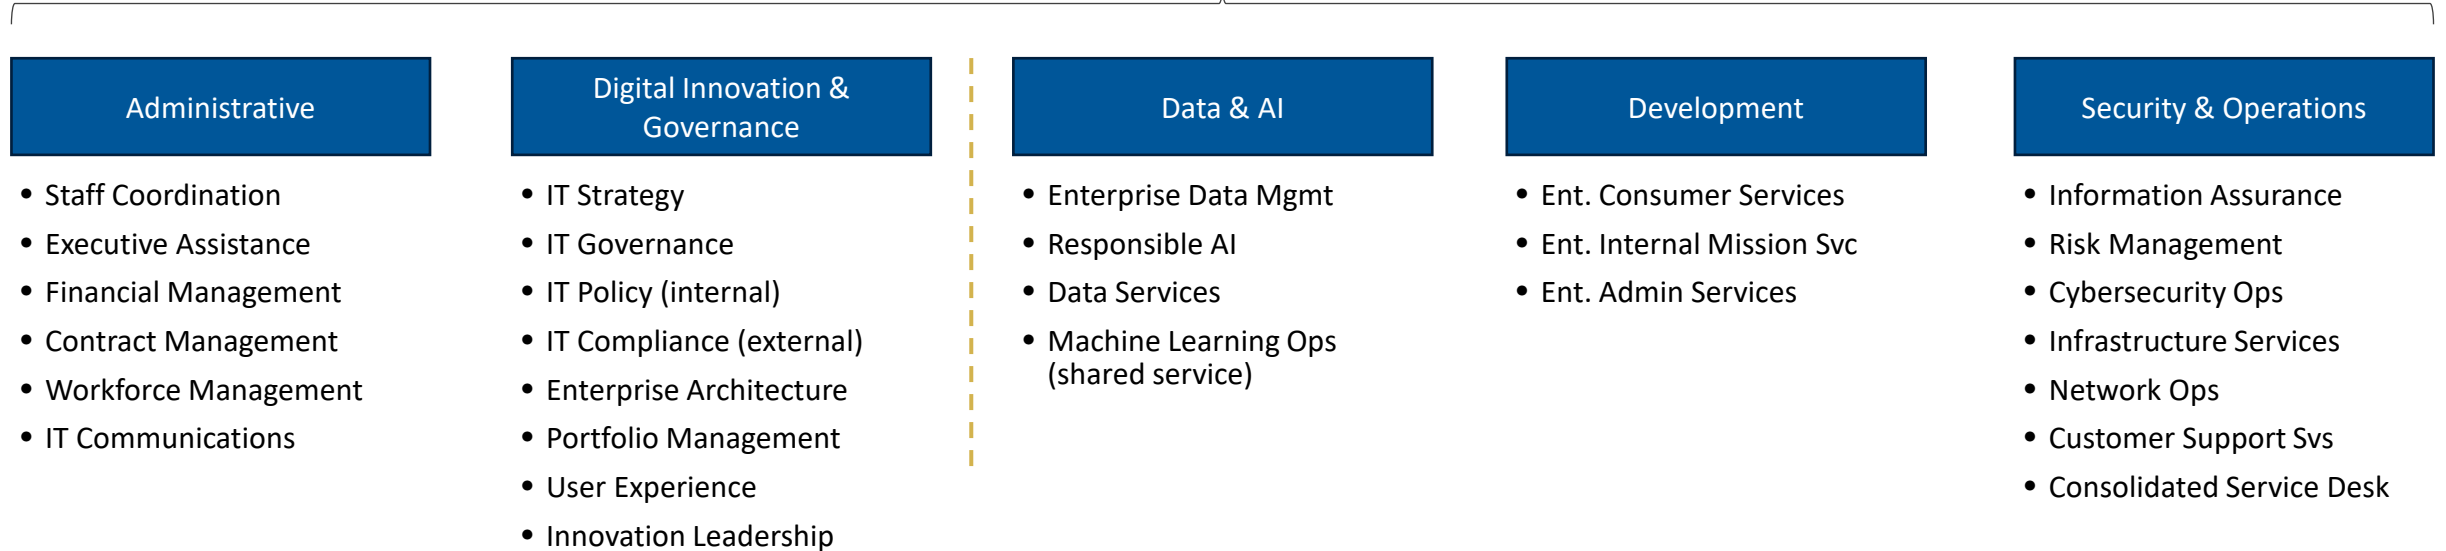 Administrative
• Staff Coordination
• Executive Assistance
• Financial Management
• Contract Management
• Workforce Management
• IT Communications
Digital Innovation &
Governance
• IT Strategy
• IT Governance
• IT Policy (internal)
• IT Compliance (external)
• Enterprise Architecture
• Portfolio Management
• User Experience
• Innovation Leadership
Data & AI
• Enterprise Data Mgmt
• Responsible AI
• Data Services
• Machine Learning Ops
(shared service)
Development
• Ent. Consumer Services
• Ent. Internal Mission Svc
• Ent. Admin Services
Security & Operations
• Information Assurance
• Risk Management
• Cybersecurity Ops
• Infrastructure Services
• Network Ops
• Customer Support Svs
• Consolidated Service Desk